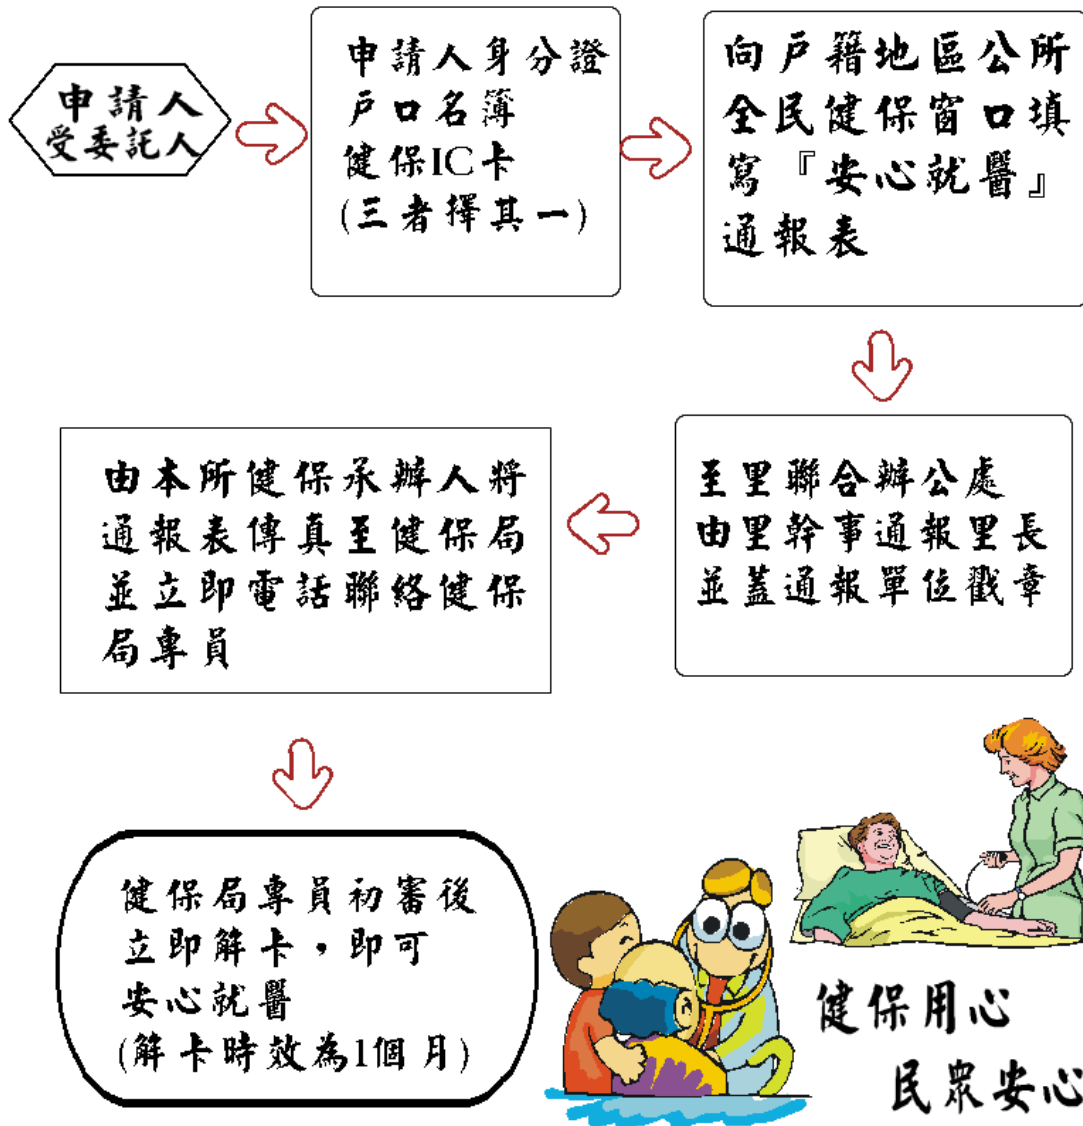 申請人
受委託人
申請人身分證
戶口名簿
健保IC卡
(三者擇其一)
向戶籍地區公所
全民健保窗口填
寫『安心就醫』
通報表
至里聯合辦公處
由里幹事通報里長
並蓋通報單位戳章
由本所健保承辦人將
通報表傳真至健保局
並立即電話聯絡健保
局專員
健保局專員初審後
立即解卡，即可
安心就醫
(解卡時效為1個月)
健保用心
民眾安心